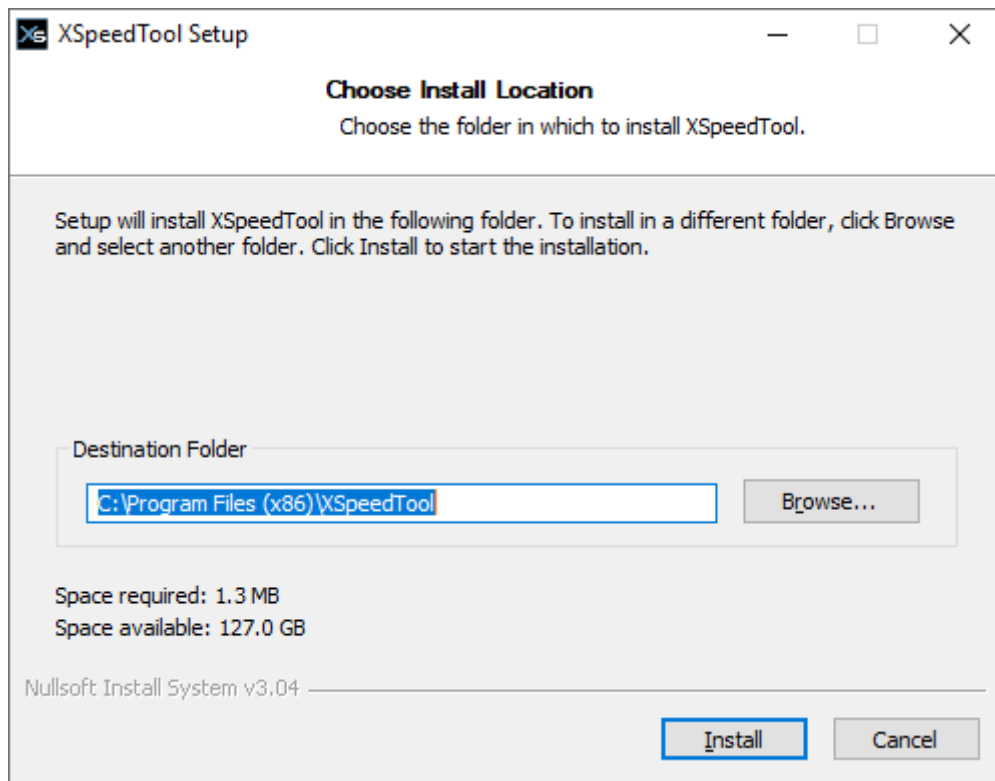 XS XSpeedTool Setup
Choose Install Location
Choose the folder in which to install XSpeedTool.
Setup will install XSpeedTool in the following folder. To install in a different folder, click Browse
and select another folder. Click Install to start the installation.
Destination Folder
C:\Program Files (x86)\XSpeedTool
Browse...
Space required: 1.3 MB
Space available: 127.0 GB
Nullsoft Install System v3.04
Install Cancel